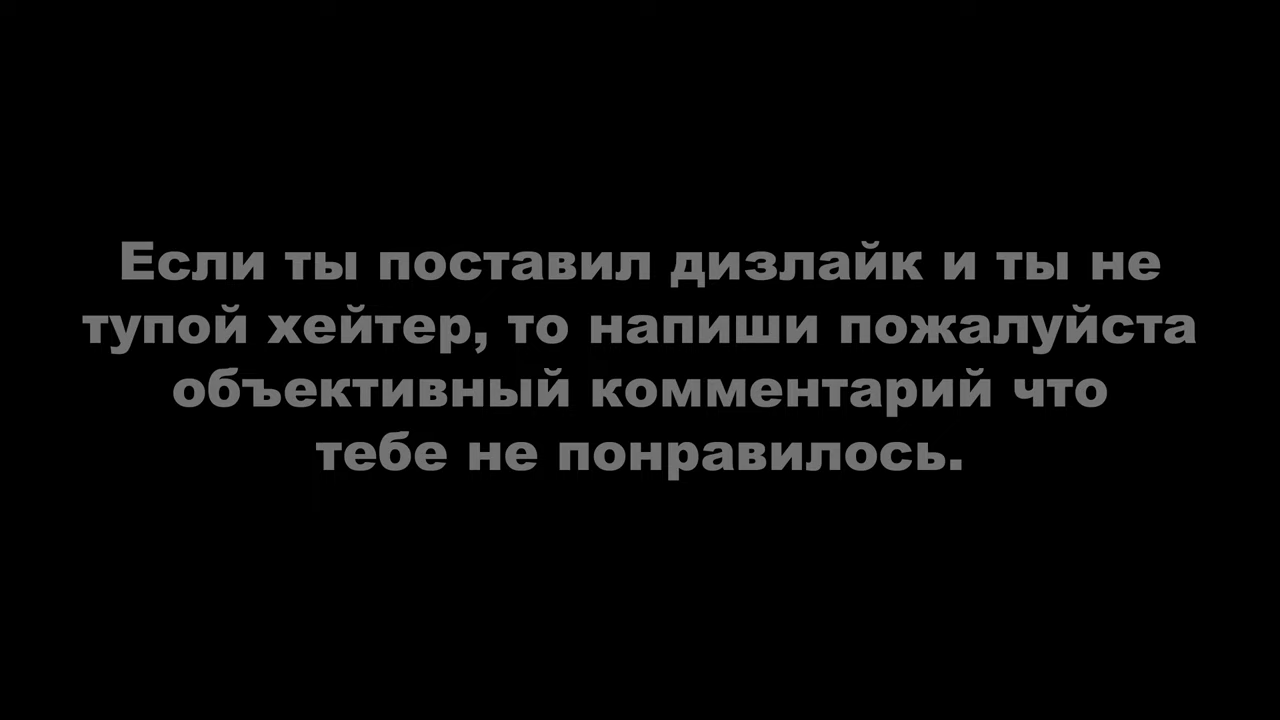 Если ты поставил дизлайк и ты не
тупой хейтер, то напиши пожалуйста
объективный комментарий что
тебе не понравилось.